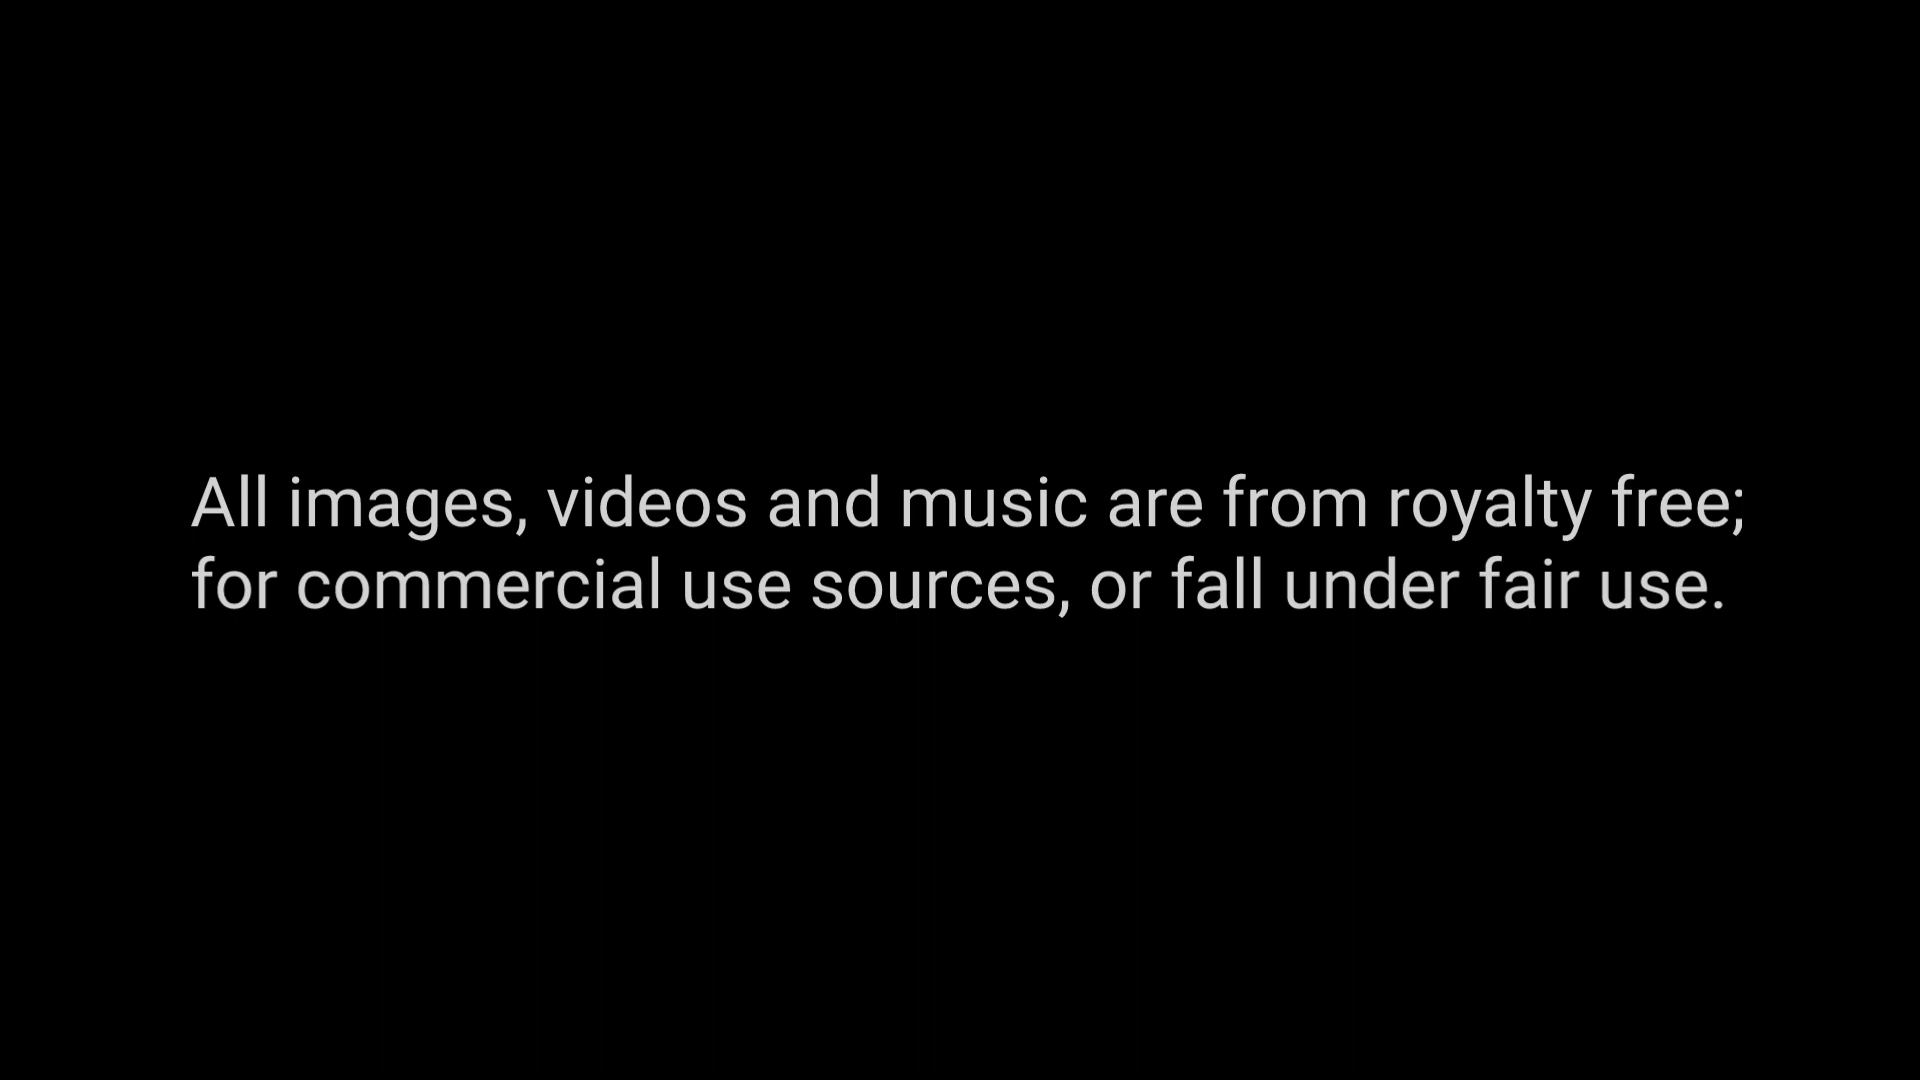 All images, videos and music are from royalty free;
for commercial use sources, or fall under fair use.